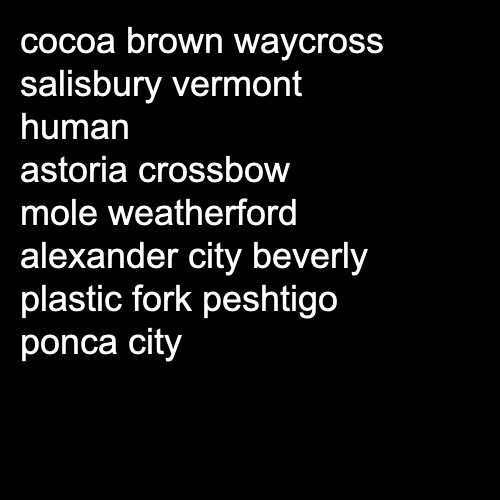 cocoa brown waycross
salisbury vermont
human
astoria crossbow
mole weatherford
alexander city beverly
plastic fork peshtigo
ponca city